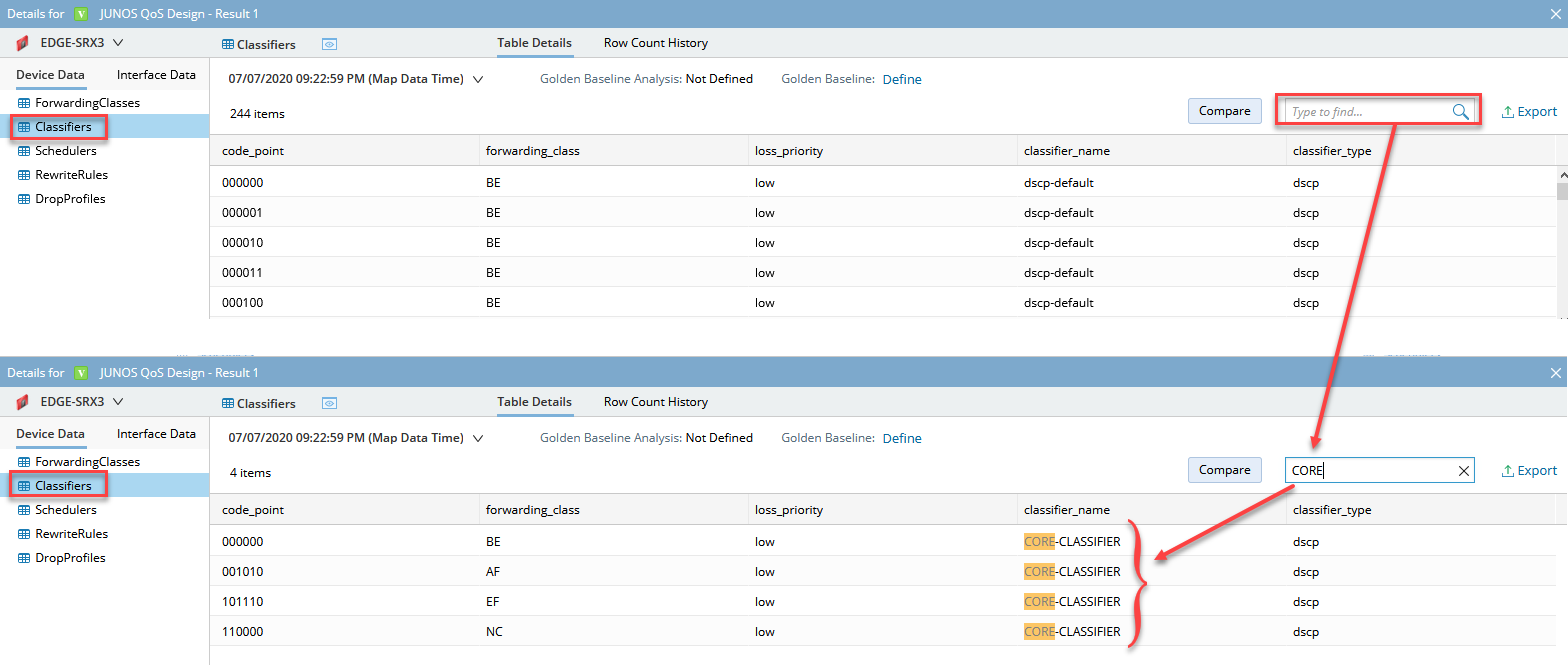 Details for V JUNOS QoS Design - Result 1
EDGE-SRX3 Classifiers Table Details Row Count History
Device Data Interface Data 07/07/2020 09:22:59 PM (Map Data Time) Golden Baseline Analysis: Not Defined Golden Baseline: Define
ForwardingClasses
Classifiers 244 items Compare Type to find... Export
Schedulers code_point forwarding_class loss_priority classifier_name classifier_type
RewriteRules 000000 BE low dscp-default dscp
DropProfiles 000001 BE low dscp-default dscp
000010 BE low dscp-default dscp
000011 BE low dscp-default dscp
000100 BE low dscp-default dscp
Details for V JUNOS QoS Design - Result 1
EDGE-SRX3 Classifiers Table Details Row Count History
Device Data Interface Data 07/07/2020 09:22:59 PM (Map Data Time) Golden Baseline Analysis: Not Defined Golden Baseline: Define
ForwardingClasses
Classifiers 4 items Compare CORE Export
Schedulers code_point forwarding_class loss_priority classifier_name classifier_type
RewriteRules 000000 BE low CORE-CLASSIFIER dscp
DropProfiles 001010 AF low CORE-CLASSIFIER dscp
101110 EF low CORE-CLASSIFIER dscp
110000 NC low CORE-CLASSIFIER dscp